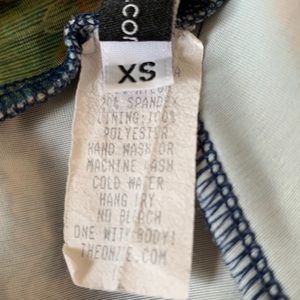 .COM
XS
20% SPANDEX
LINING:100%
POLYESTER
HAND WASH OR
MACHINE WASH
COLD WATER
HANG DRY
NO BLEACH
ONE WITH BODY!
THEONZIE.COM